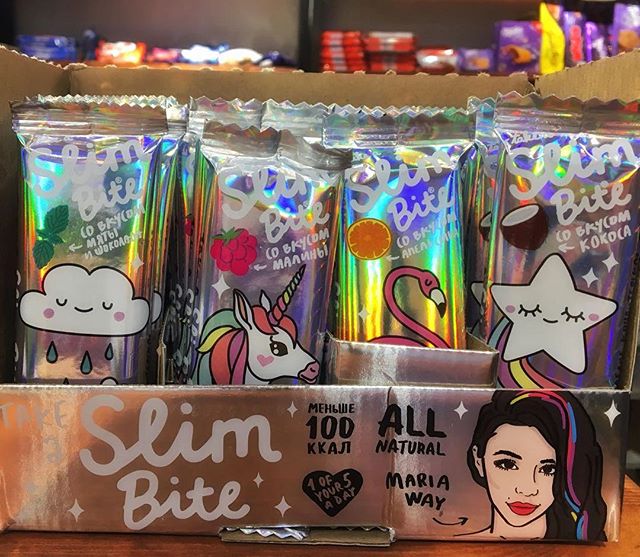 Slim
Bite
СО ВКУСОМ
МЯТЫ
И ШОКОЛАДА
Slim
Bite
СО ВКУСОМ
МАЛИНЫ
Slim
Bite
СО ВКУСОМ
АПЕЛЬСИНА
Slim
Bite
СО ВКУСОМ
КОКОСА
TAKE
Slim
Bite
МЕНЬШЕ
100
ККАЛ
1 OF
YOUR 5
A DAY
ALL
NATURAL
MARIA
WAY